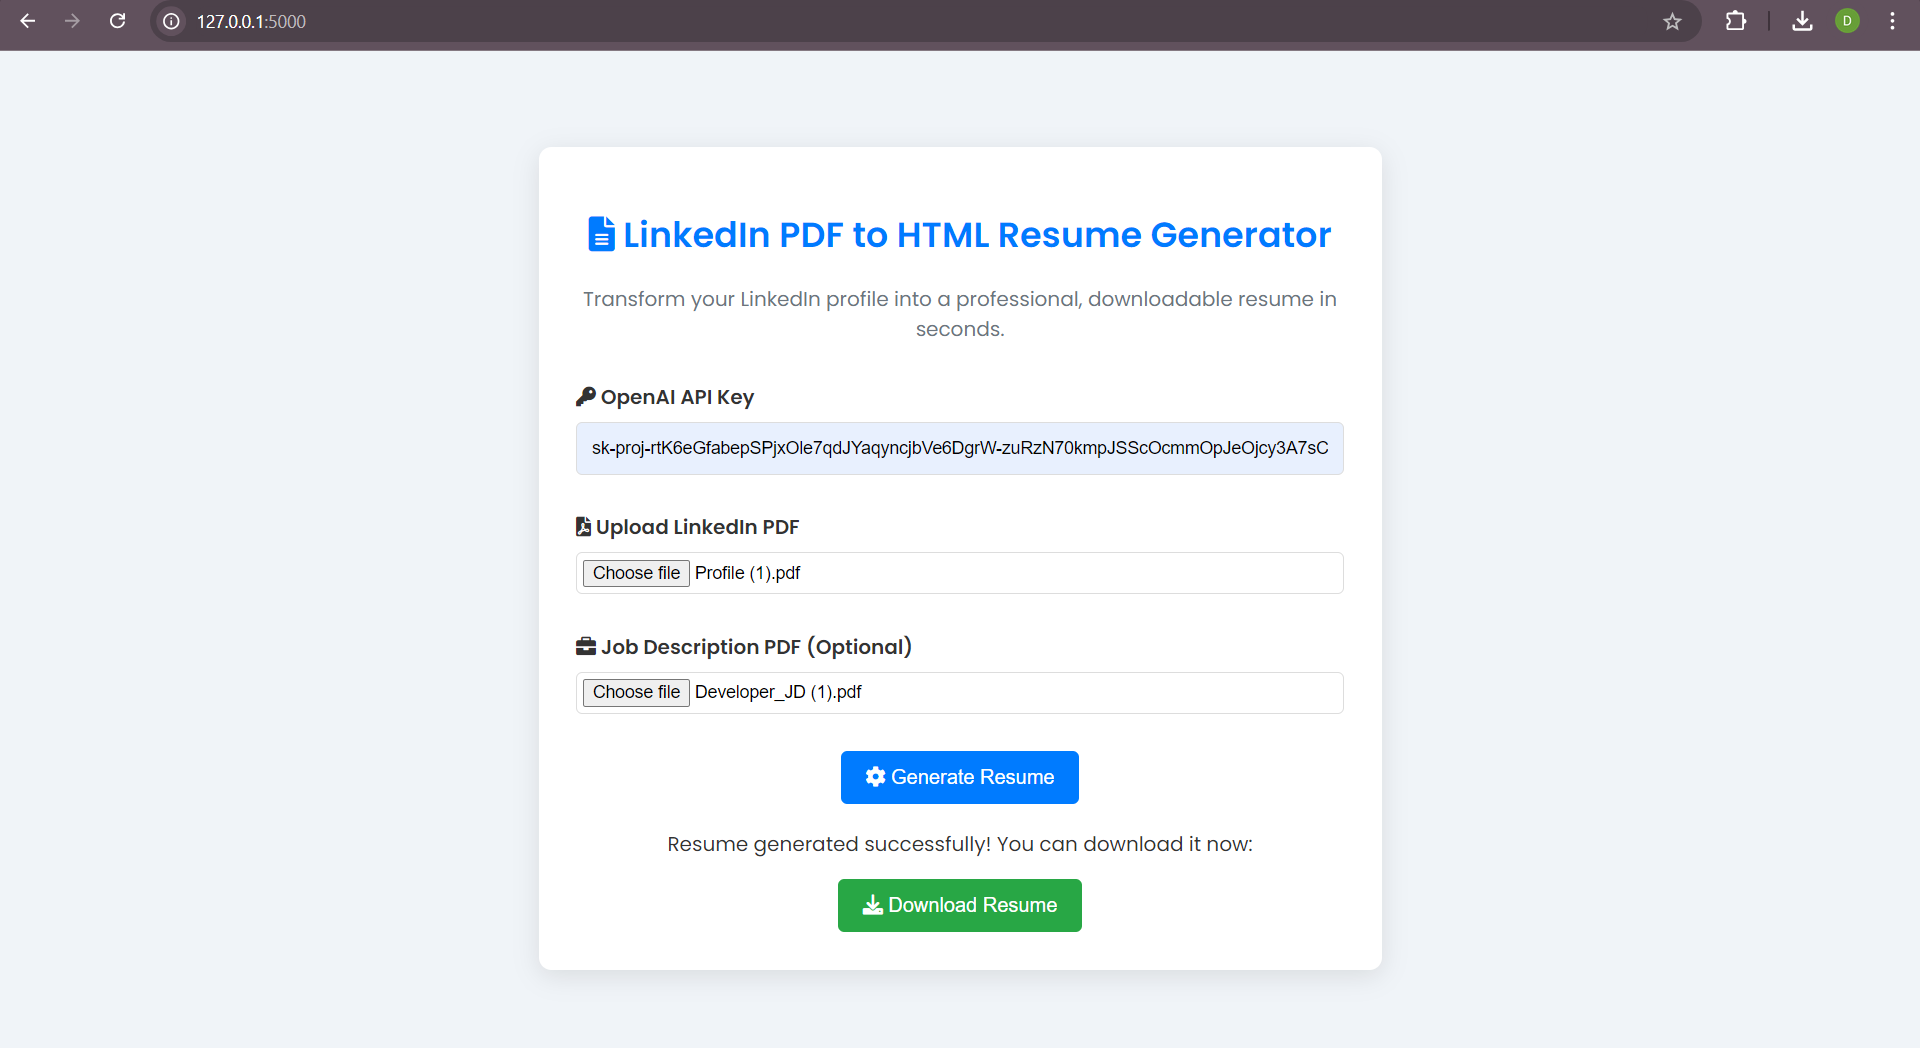 127.0.0.1:5000
D
LinkedIn PDF to HTML Resume Generator
Transform your LinkedIn profile into a professional, downloadable resume in
seconds.
OpenAI API Key
sk-proj-rtK6eGfabepSPjxOle7qdJYaqyncjbVe6DgrW-zuRzN70kmpJSScOcmmOpJeOjcy3A7sC
Upload LinkedIn PDF
Choose file Profile (1).pdf
Job Description PDF (Optional)
Choose file Developer_JD (1).pdf
Generate Resume
Resume generated successfully! You can download it now:
Download Resume